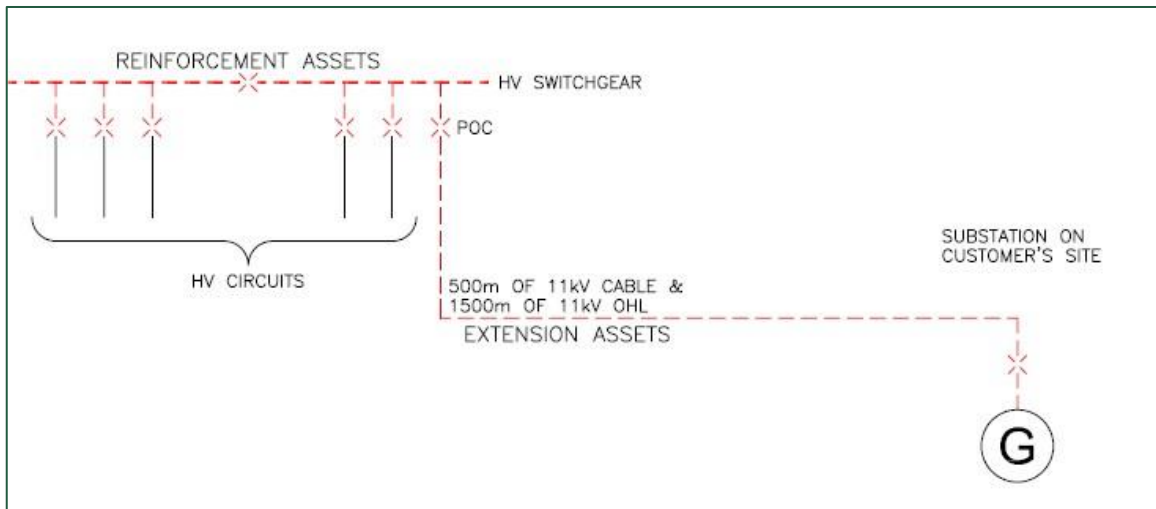 REINFORCEMENT ASSETS
HV SWITCHGEAR
POC
HV CIRCUITS
SUBSTATION ON
CUSTOMER'S SITE
500m OF 11kV CABLE &
1500m OF 11kV OHL
EXTENSION ASSETS
G